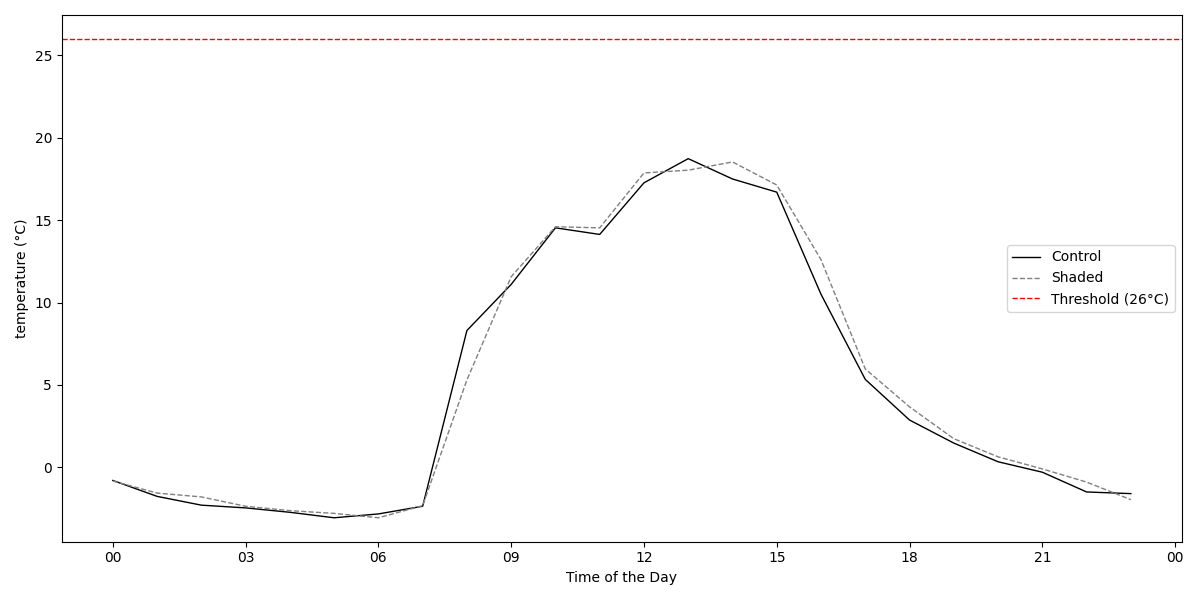 25
20
15
10
5
0
temperature (°C)
Control
Shaded
Threshold (26°C)
00 03 06 09 12 15 18 21 00
Time of the Day